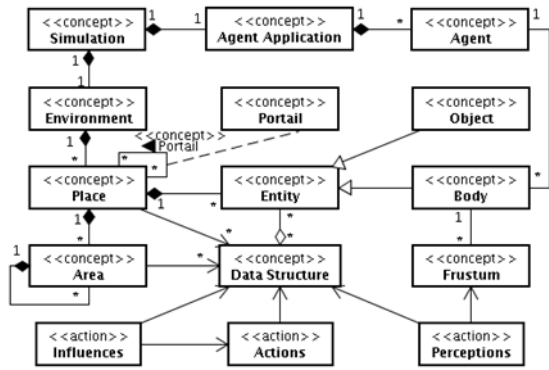 <<concept>>
Simulation
1
1
<<concept>>
Agent Application
1
*
<<concept>>
Agent
1
1
1
<<concept>>
Environment
<<concept>>
Portail
<<concept>>
Portail
<<concept>>
Object
1
*
*
*
<<concept>>
Place
1
*
<<concept>>
Entity
<<concept>>
Body
*
1
*
*
*
*
1
*
<<concept>>
Area
1
*
*
<<concept>>
Data Structure
<<concept>>
Frustum
<<action>>
Influences
<<action>>
Actions
<<action>>
Perceptions